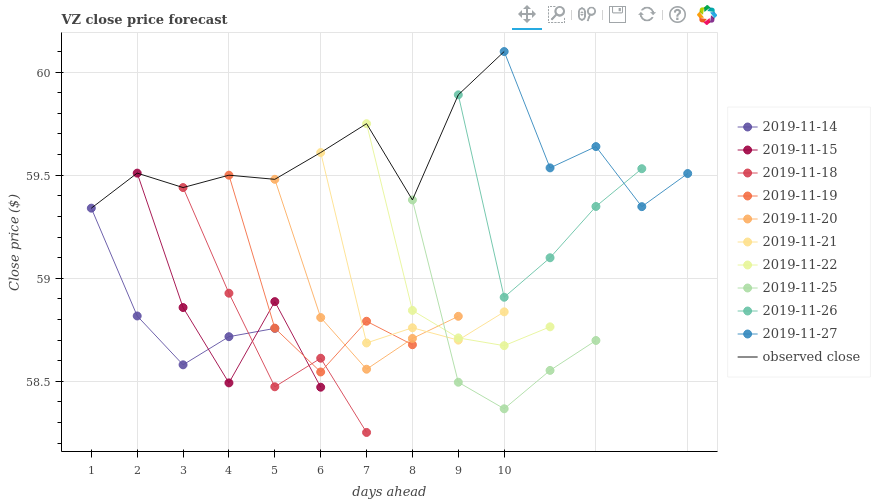 VZ close price forecast
60
59.5
59
58.5
Close price ($)
1 2 3 4 5 6 7 8 9 10
days ahead
2019-11-14
2019-11-15
2019-11-18
2019-11-19
2019-11-20
2019-11-21
2019-11-22
2019-11-25
2019-11-26
2019-11-27
observed close